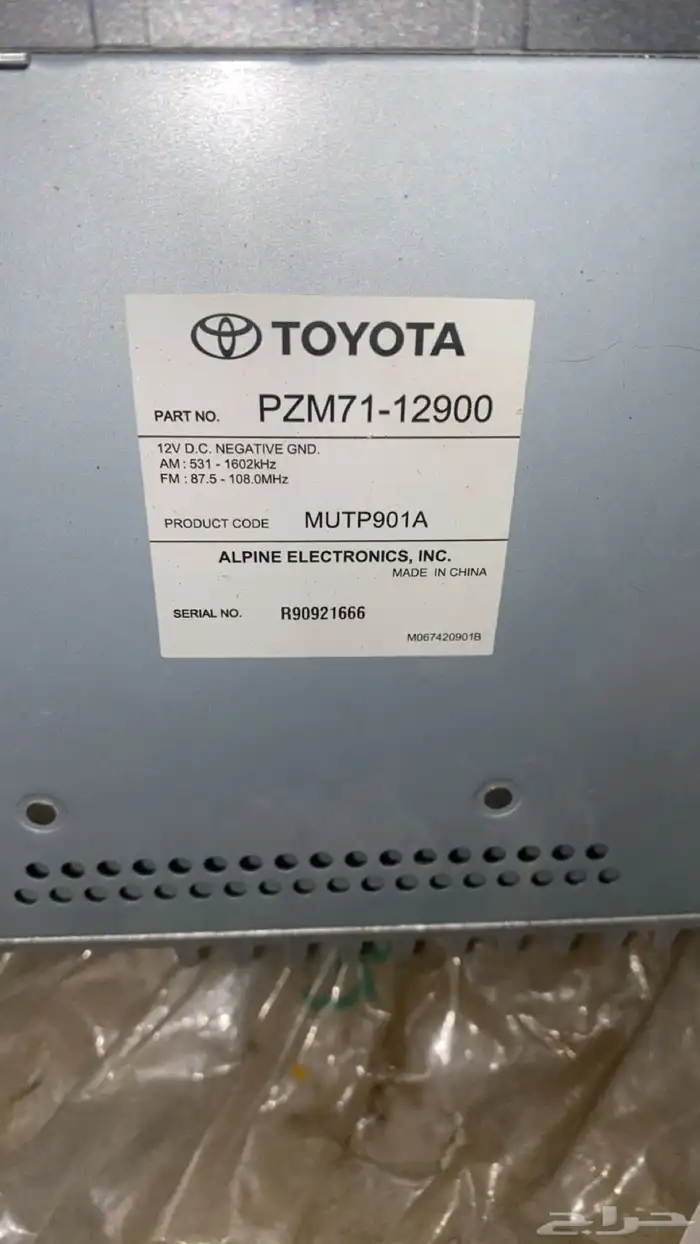 TOYOTA
PART NO. PZM71-12900
12V D.C. NEGATIVE GND.
AM : 531 - 1602kHz
FM : 87.5 - 108.0MHz
PRODUCT CODE MUTP901A
ALPINE ELECTRONICS, INC.
MADE IN CHINA
SERIAL NO. R90921666
M067420901B
حراج